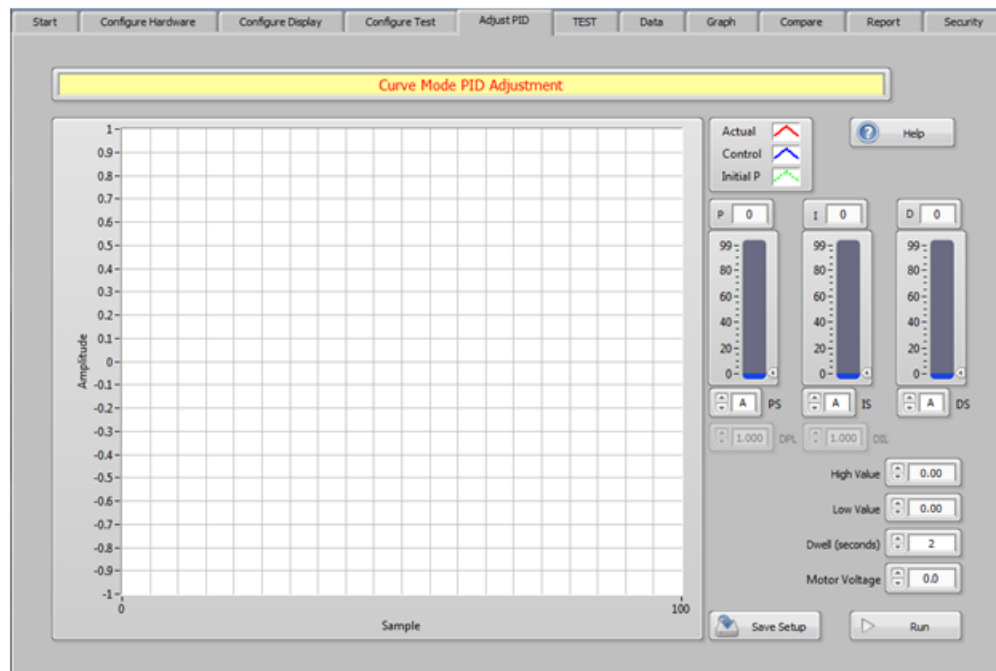 Start Configure Hardware Configure Display Configure Test Adjust PID TEST Data Graph Compare Report Security
Curve Mode PID Adjustment
Actual
Control
Initial P
Help
P 0 I 0 D 0
99 99 99
80 80 80
60 60 60
40 40 40
20 20 20
0 0 0
A PS A IS A DS
1.000 DPL 1.000 DIL
High Value 0.00
Low Value 0.00
Dwell (seconds) 2
Motor Voltage 0.0
Save Setup Run
Amplitude
1
0.9
0.8
0.7
0.6
0.5
0.4
0.3
0.2
0.1
0
-0.1
-0.2
-0.3
-0.4
-0.5
-0.6
-0.7
-0.8
-0.9
-1
0 100
Sample